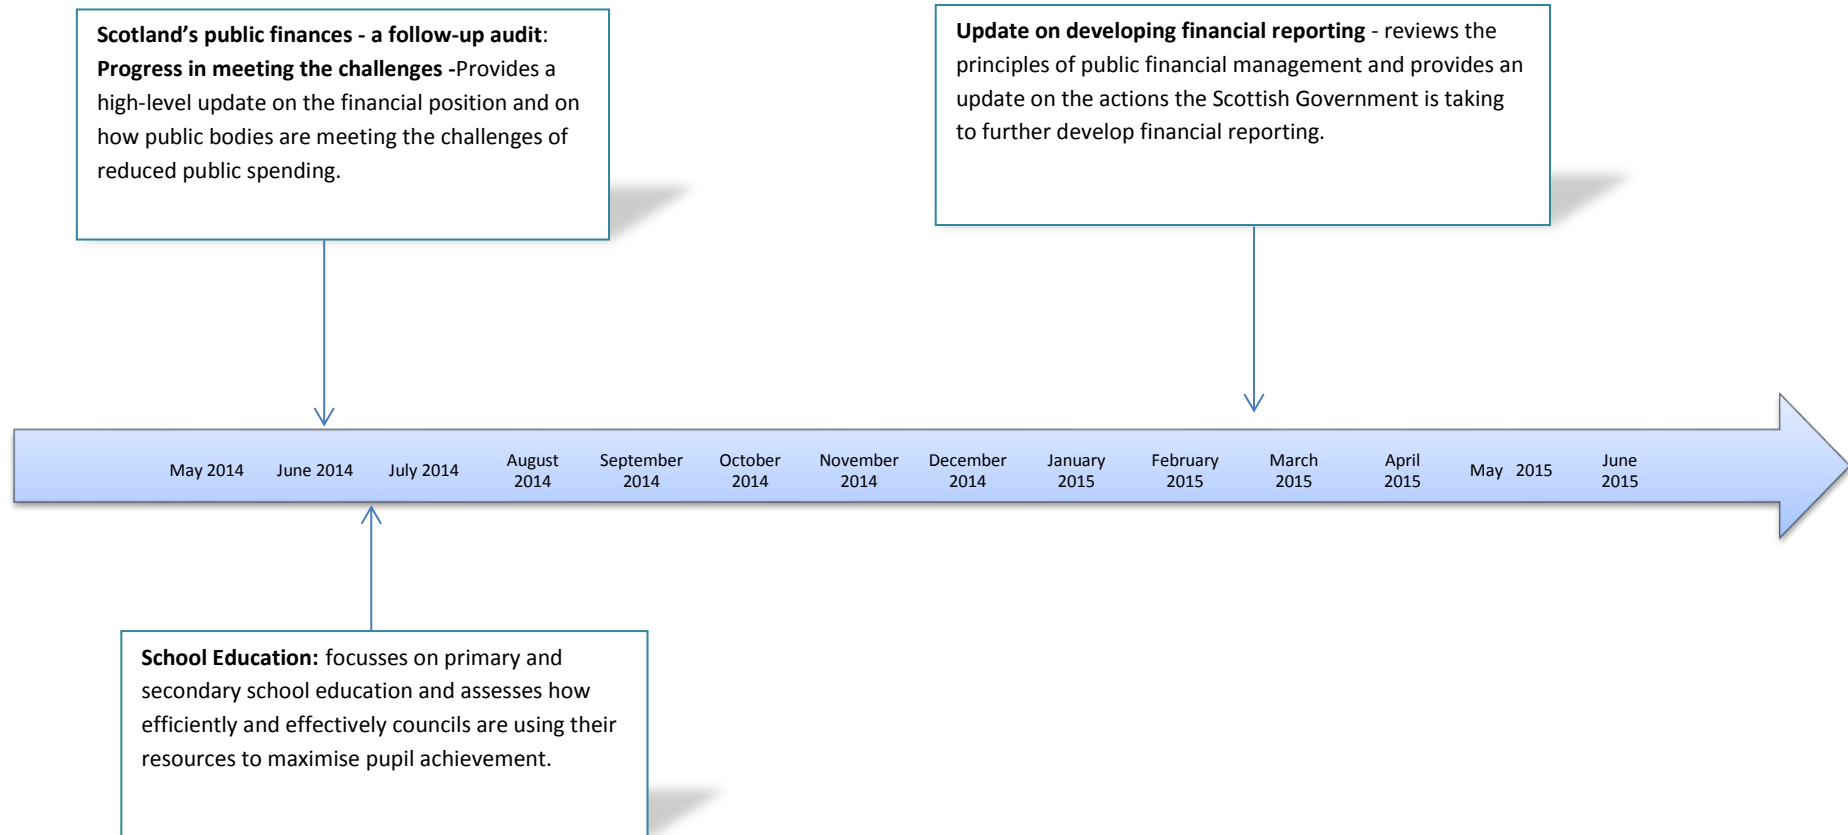 Scotland's public finances - a follow-up audit:
Progress in meeting the challenges -Provides a
high-level update on the financial position and on
how public bodies are meeting the challenges of
reduced public spending.
Update on developing financial reporting - reviews the
principles of public financial management and provides an
update on the actions the Scottish Government is taking
to further develop financial reporting.
May 2014
June 2014
July 2014
August
2014
September
2014
October
2014
November
2014
December
2014
January
2015
February
2015
March
2015
April
2015
May 2015
June
2015
School Education: focusses on primary and
secondary school education and assesses how
efficiently and effectively councils are using their
resources to maximise pupil achievement.